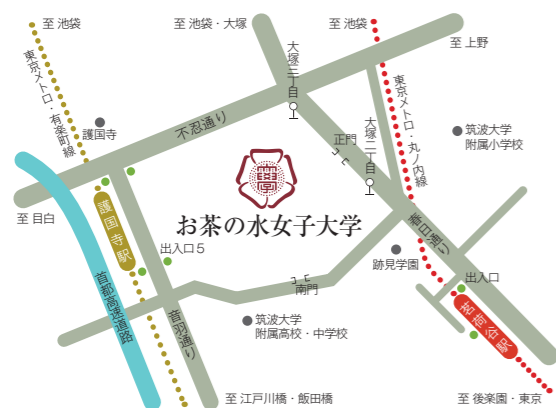 至 池袋
至 池袋・大塚
至 池袋
至 上野
東京メトロ・有楽町線
大塚三丁目
東京メトロ・丸ノ内線
護国寺
不忍通り
正門
大塚二丁目
筑波大学
附属小学校
お茶の水女子大学
至 目白
護国寺駅
春日通り
出入口5
跡見学園
出入口
首都高速道路
南門
音羽通り
筑波大学
附属高校・中学校
茗荷谷駅
至 江戸川橋・飯田橋
至 後楽園・東京